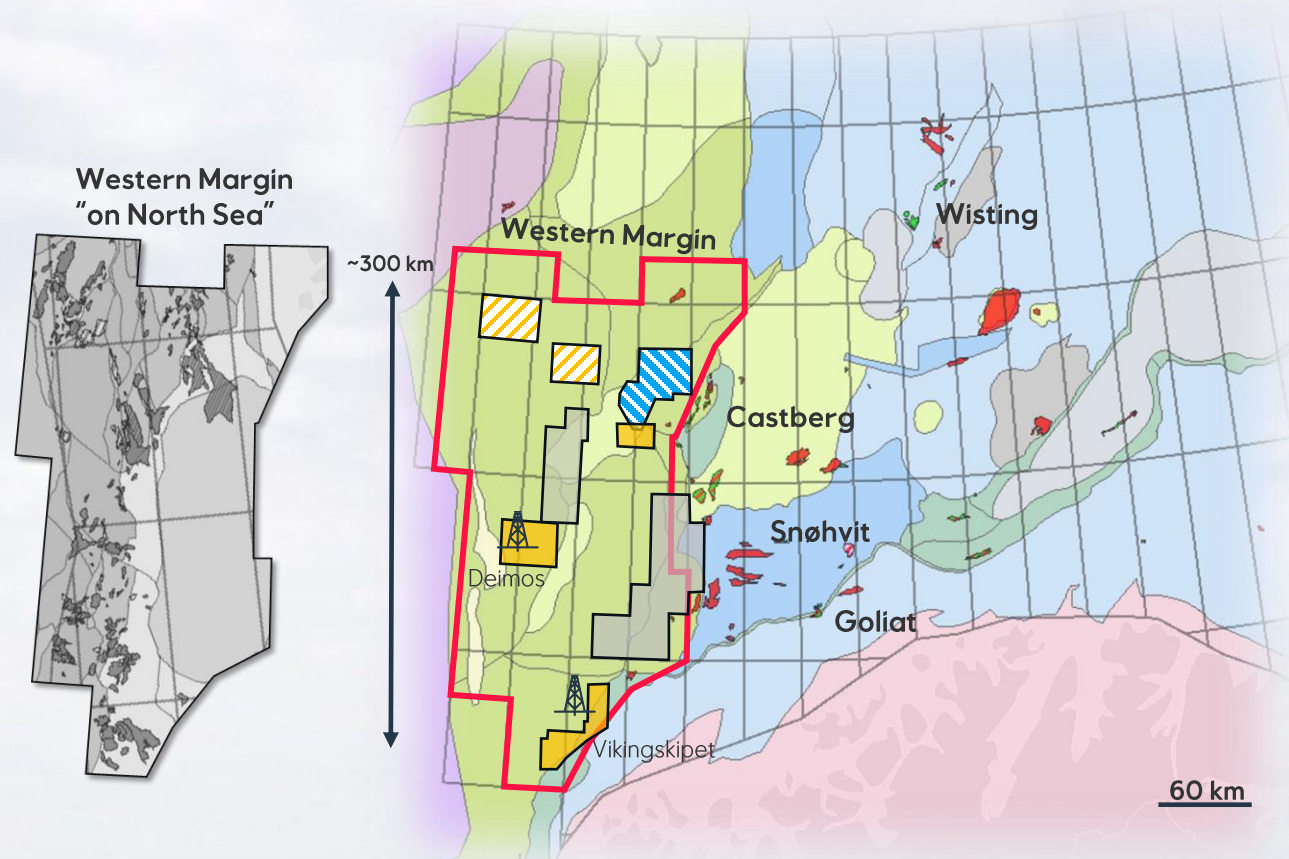 Western Margin
“on North Sea”
~300 km
Western Margin
Wisting
Castberg
Snøhvit
Deimos
Goliat
Vikingskipet
60 km